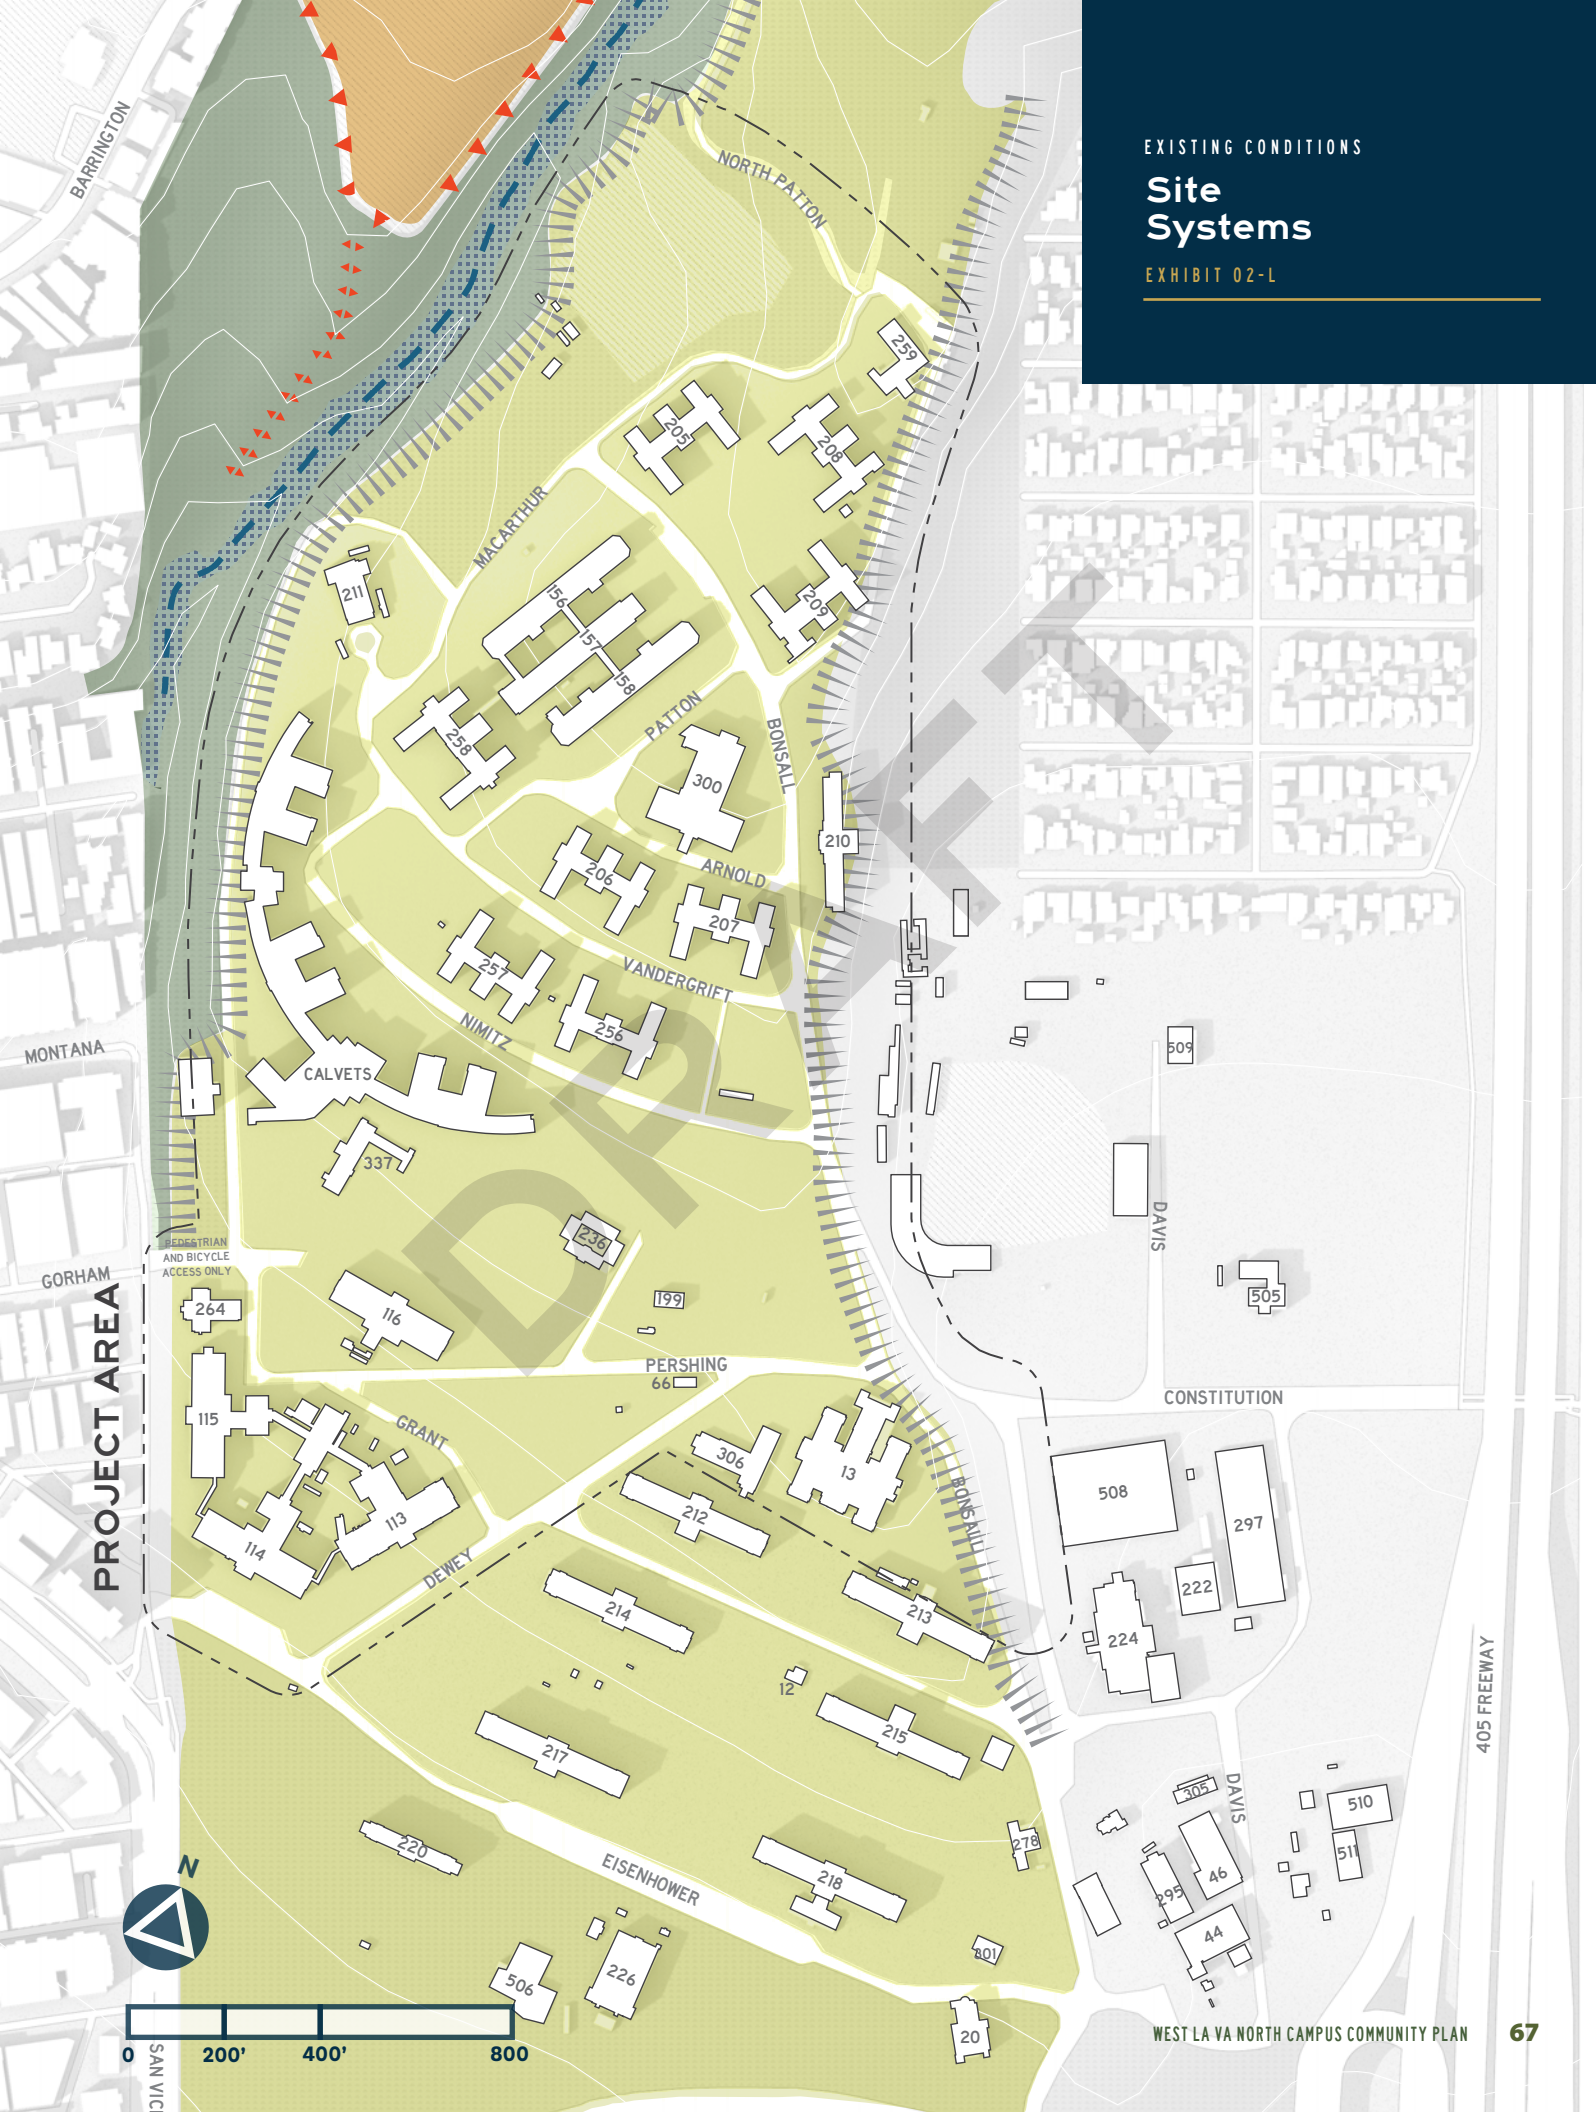 EXISTING CONDITIONS
Site
Systems
EXHIBIT 02-L
BARRINGTON
NORTH PATTON
259
205
208
MACARTHUR
211
156
209
157
158
PATTON
258
BONSALL
300
210
ARNOLD
206
207
257
VANDERGRIFT
256
NIMITZ
MONTANA
509
CALVETS
337
DAVIS
236
PEDESTRIAN
AND BICYCLE
ACCESS ONLY
GORHAM
264
116
199
505
PROJECT AREA
PERSHING
66
CONSTITUTION
115
GRANT
306
13
508
BONSALL
212
297
113
114
DEWEY
222
214
213
224
12
215
405 FREEWAY
217
DAVIS
305
510
220
278
511
EISENHOWER
218
46
295
44
N
301
506
226
20
0
200'
400'
800
SAN VIC
DRAFT
WEST LA VA NORTH CAMPUS COMMUNITY PLAN
67